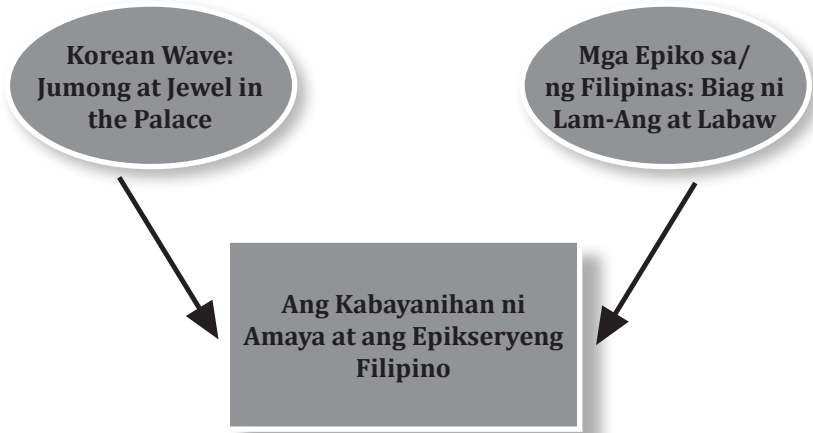 Korean Wave:
Jumong at Jewel in
the Palace
Mga Epiko sa/
ng Filipinas: Biag ni
Lam-Ang at Labaw
Ang Kabayanihan ni
Amaya at ang Epikseryeng
Filipino